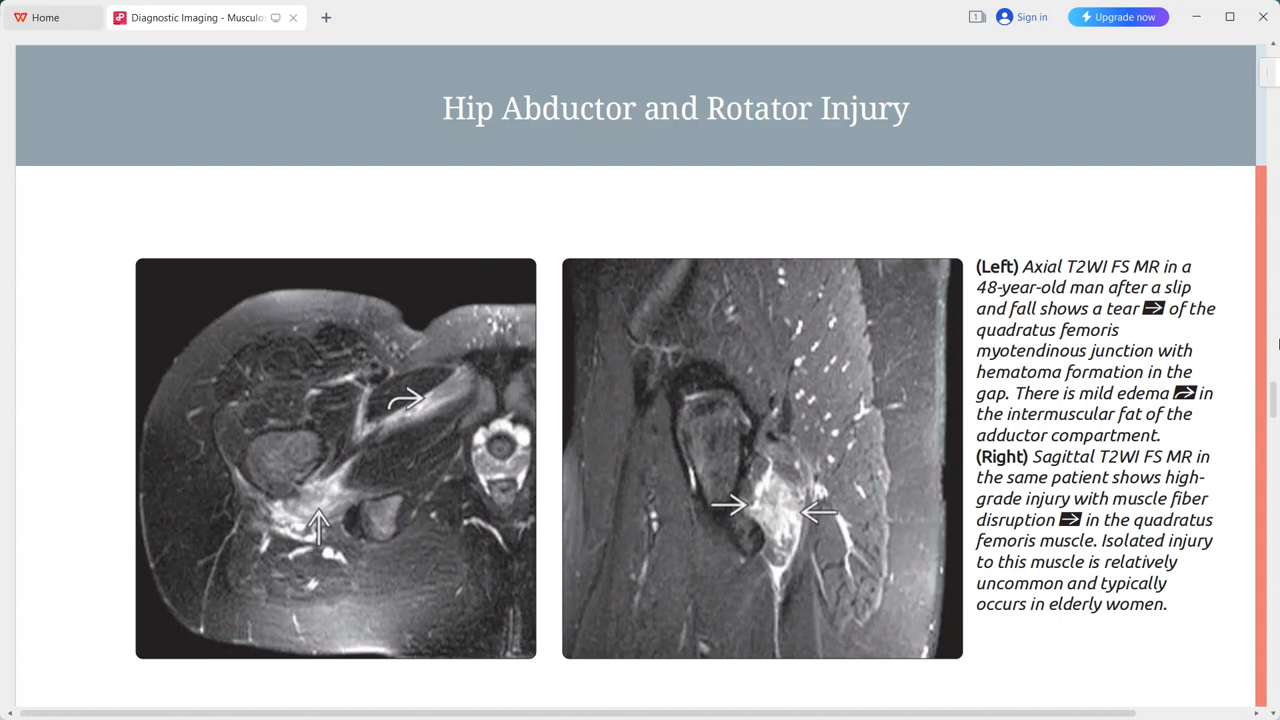 Home
Diagnostic Imaging - Musculos
1
Sign in
Upgrade now
Hip Abductor and Rotator Injury
(Left) Axial T2WI FS MR in a
48-year-old man after a slip
and fall shows a tear of the
quadratus femoris
myotendinous junction with
hematoma formation in the
gap. There is mild edema in
the intermuscular fat of the
adductor compartment.
(Right) Sagittal T2WI FS MR in
the same patient shows high-
grade injury with muscle fiber
disruption in the quadratus
femoris muscle. Isolated injury
to this muscle is relatively
uncommon and typically
occurs in elderly women.